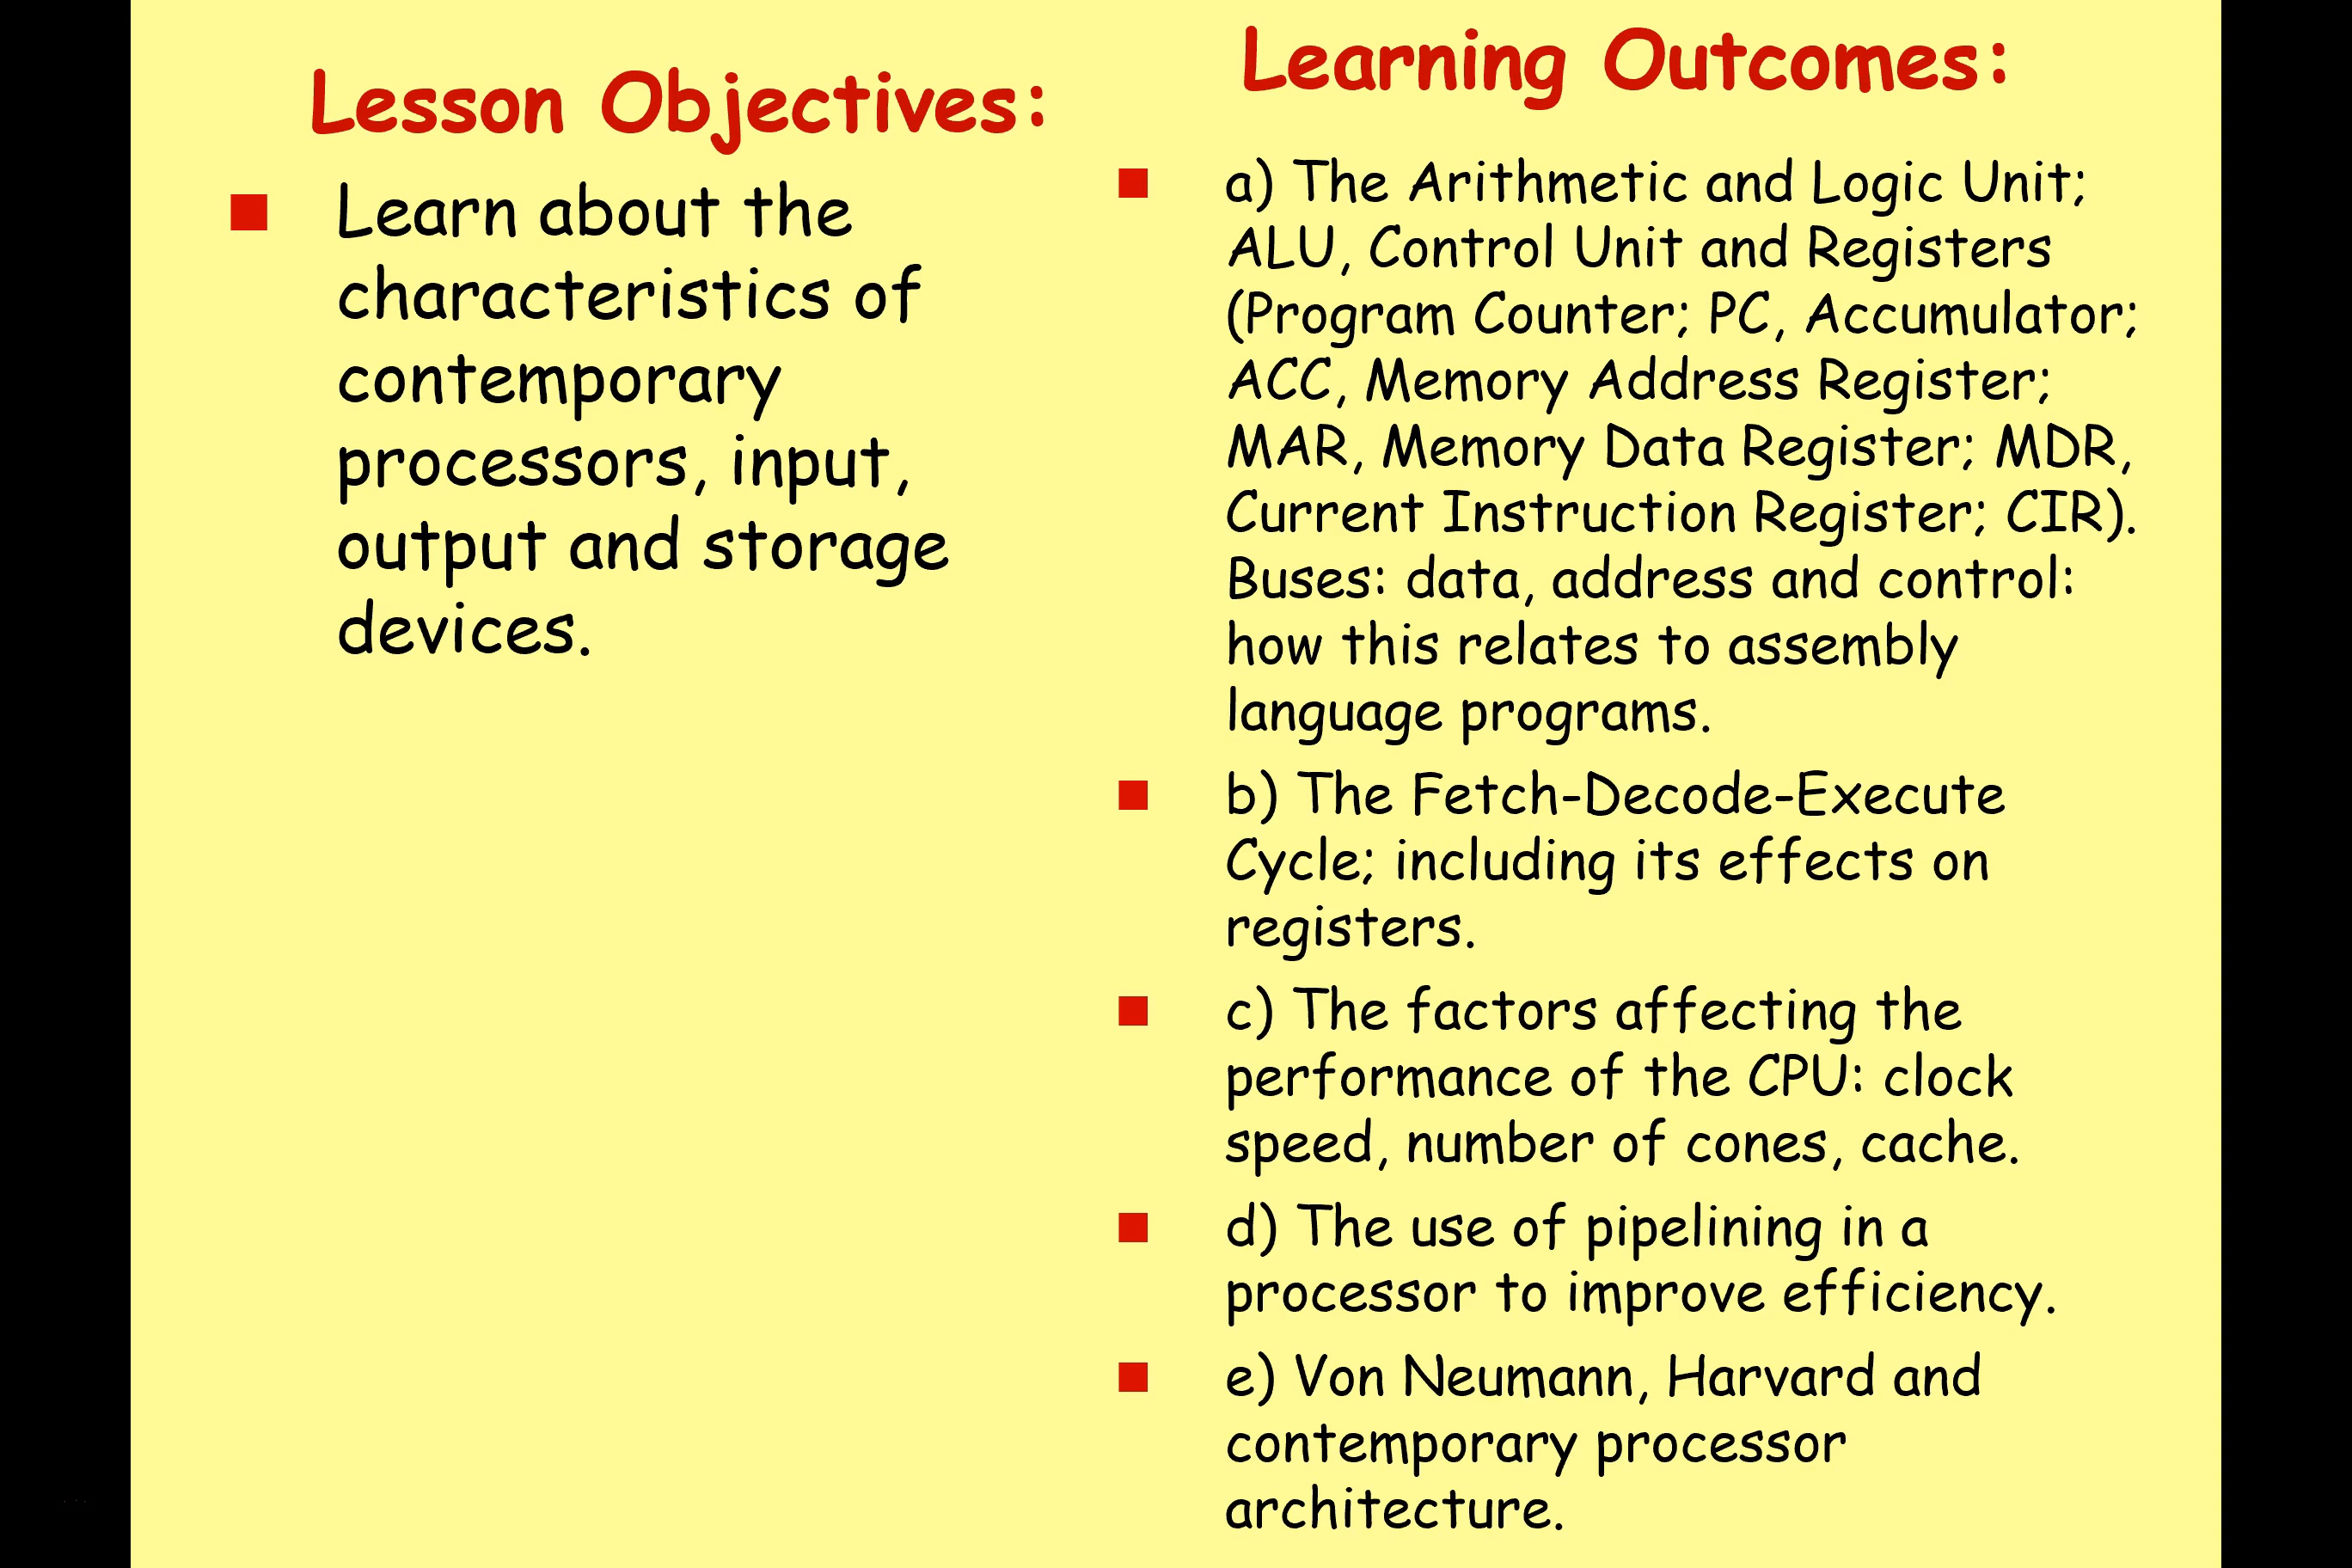 Lesson Objectives:
Learn about the
characteristics of
contemporary
processors, input,
output and storage
devices.
Learning Outcomes:
a) The Arithmetic and Logic Unit;
ALU, Control Unit and Registers
(Program Counter; PC, Accumulator;
ACC, Memory Address Register;
MAR, Memory Data Register; MDR,
Current Instruction Register; CIR).
Buses: data, address and control:
how this relates to assembly
language programs.
b) The Fetch-Decode-Execute
Cycle; including its effects on
registers.
c) The factors affecting the
performance of the CPU: clock
speed, number of cones, cache.
d) The use of pipelining in a
processor to improve efficiency.
e) Von Neumann, Harvard and
contemporary processor
architecture.